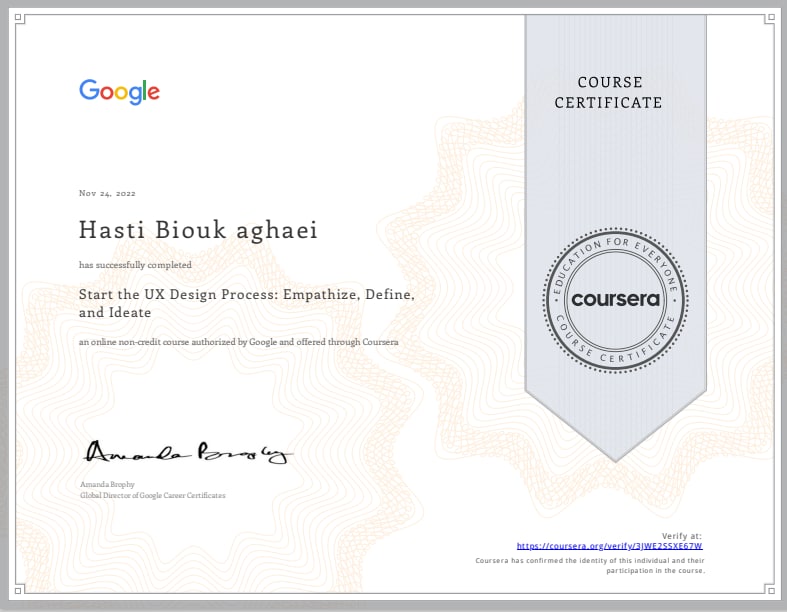 Google
COURSE
CERTIFICATE
Nov 24, 2022
Hasti Biouk aghaei
has successfully completed
Start the UX Design Process: Empathize, Define,
and Ideate
an online non-credit course authorized by Google and offered through Coursera
EDUCATION FOR EVERYONE
coursera
COURSE CERTIFICATE
Amanda Brophy
Amanda Brophy
Global Director of Google Career Certificates
Verify at:
https://coursera.org/verify/3JWE2SSXE67W
Coursera has confirmed the identity of this individual and their
participation in the course.